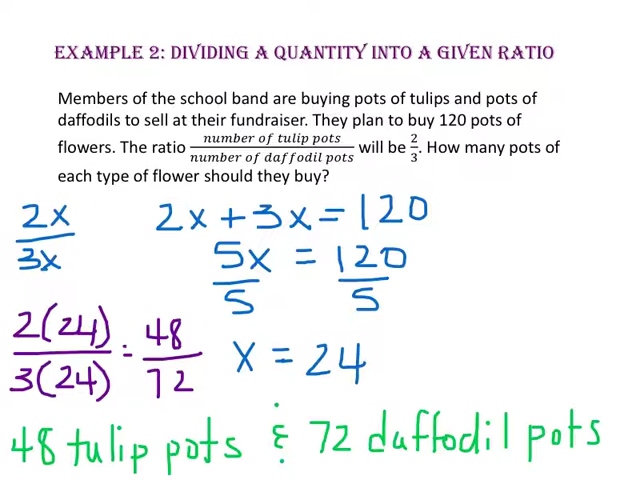 EXAMPLE 2: DIVIDING A QUANTITY INTO A GIVEN RATIO
Members of the school band are buying pots of tulips and pots of
daffodils to sell at their fundraiser. They plan to buy 120 pots of
flowers. The ratio number of tulip pots / number of daffodil pots will be 2/3. How many pots of
each type of flower should they buy?
2x/3x
2x + 3x = 120
5x/5 = 120/5
x = 24
2(24)/3(24) = 48/72
48 tulip pots & 72 daffodil pots